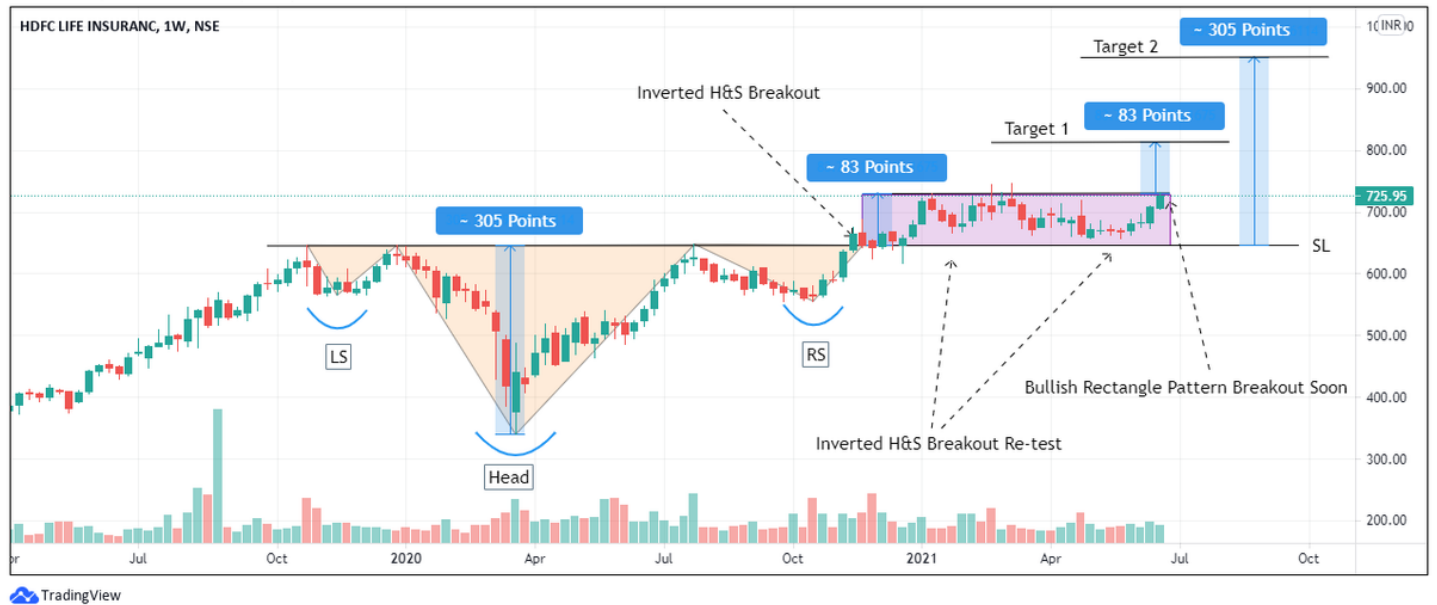 HDFC LIFE INSURANC, 1W, NSE
INR
~ 305 Points
Target 2
900.00
Inverted H&S Breakout
~ 83 Points
Target 1
800.00
~ 83 Points
725.95
~ 305 Points
700.00
SL
600.00
500.00
LS
RS
Bullish Rectangle Pattern Breakout Soon
400.00
Inverted H&S Breakout Re-test
300.00
Head
200.00
Jul
Oct
2020
Apr
Jul
Oct
2021
Apr
Jul
Oct
TradingView